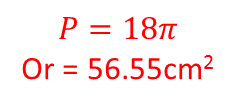 P = 18π
Or = 56.55cm²